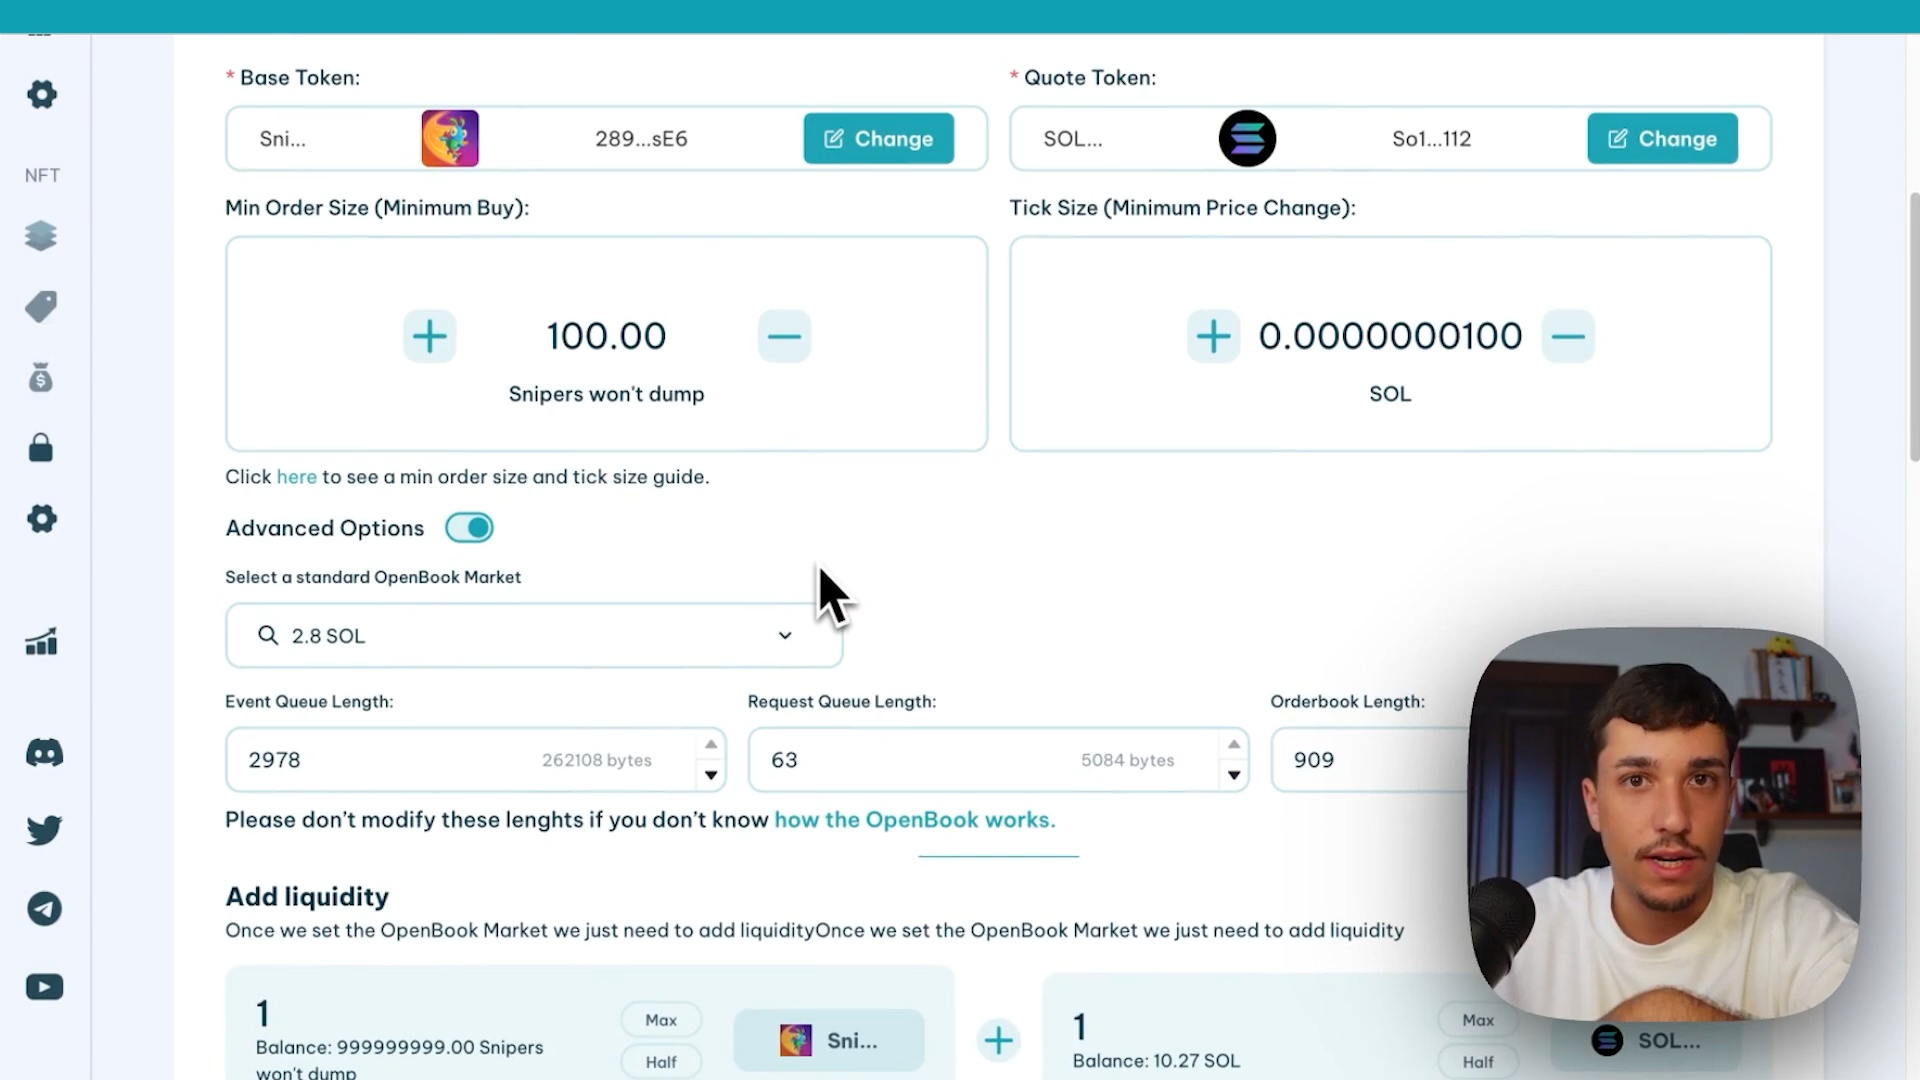 * Base Token:
* Quote Token:
Sni...
289...sE6
Change
SOL...
So1...112
Change
Min Order Size (Minimum Buy):
Tick Size (Minimum Price Change):
100.00
0.0000000100
Snipers won't dump
SOL
NFT
Click here to see a min order size and tick size guide.
Advanced Options
Select a standard OpenBook Market
2.8 SOL
Event Queue Length:
Request Queue Length:
Orderbook Length:
2978
262108 bytes
63
5084 bytes
909
Please don’t modify these lenghts if you don’t know how the OpenBook works.
Add liquidity
Once we set the OpenBook Market we just need to add liquidityOnce we set the OpenBook Market we just need to add liquidity
1
Max
Sni...
Balance: 999999999.00 Snipers
won't dump
Half
1
Max
SOL...
Balance: 10.27 SOL
Half